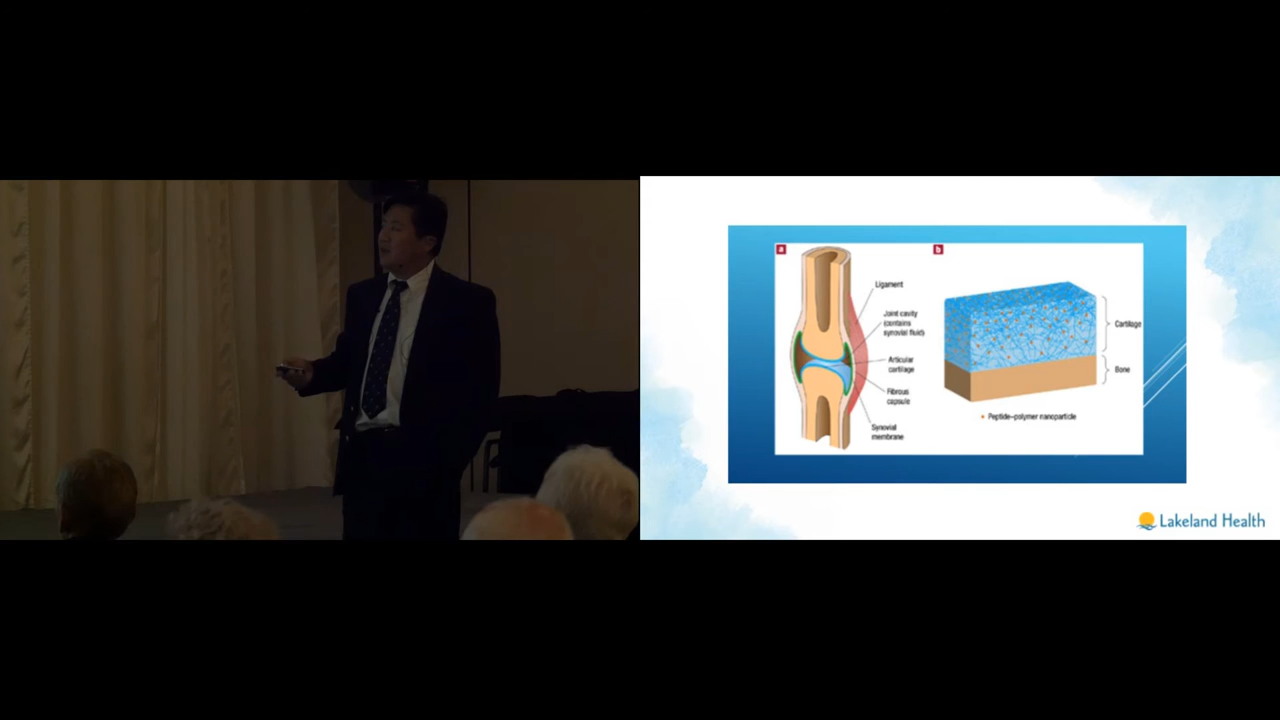 a
b
Ligament
Joint cavity
(contains
synovial fluid)
Articular
cartilage
Fibrous
capsule
Synovial
membrane
Cartilage
Bone
Peptide–polymer nanoparticle
Lakeland Health